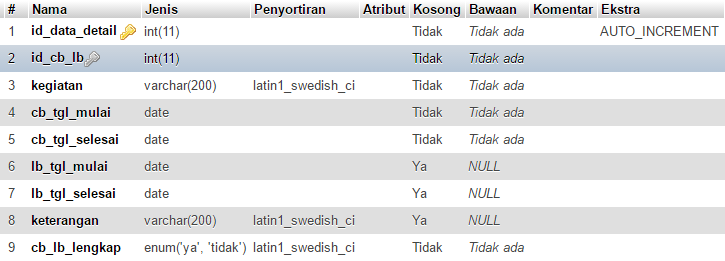 # Nama Jenis Penyortiran Atribut Kosong Bawaan Komentar Ekstra
1 id_data_detail int(11) Tidak Tidak ada AUTO_INCREMENT
2 id_cb_lb int(11) Tidak Tidak ada
3 kegiatan varchar(200) latin1_swedish_ci Tidak Tidak ada
4 cb_tgl_mulai date Tidak Tidak ada
5 cb_tgl_selesai date Tidak Tidak ada
6 lb_tgl_mulai date Ya NULL
7 lb_tgl_selesai date Ya NULL
8 keterangan varchar(200) latin1_swedish_ci Ya NULL
9 cb_lb_lengkap enum('ya', 'tidak') latin1_swedish_ci Tidak Tidak ada